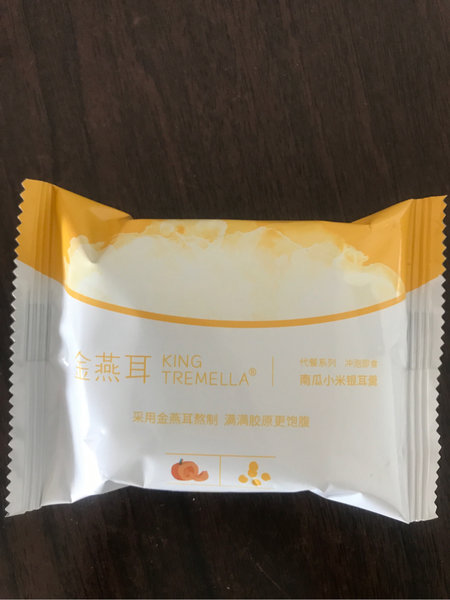 金燕耳
KING
TREMELLA®
代餐系列 冲泡即食
南瓜小米银耳羹
采用金燕耳熬制 满满胶原更饱腹